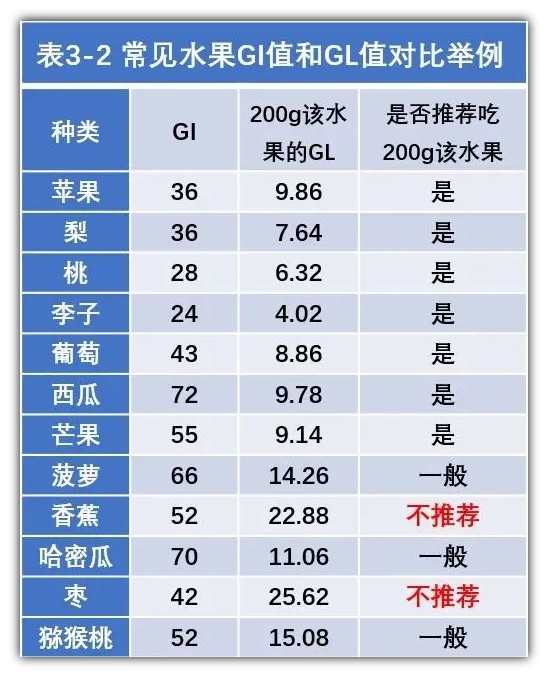 表3-2 常见水果GI值和GL值对比举例
种类 GI 200g该水果的GL 是否推荐吃200g该水果
苹果 36 9.86 是
梨 36 7.64 是
桃 28 6.32 是
李子 24 4.02 是
葡萄 43 8.86 是
西瓜 72 9.78 是
芒果 55 9.14 是
菠萝 66 14.26 一般
香蕉 52 22.88 不推荐
哈密瓜 70 11.06 一般
枣 42 25.62 不推荐
猕猴桃 52 15.08 一般